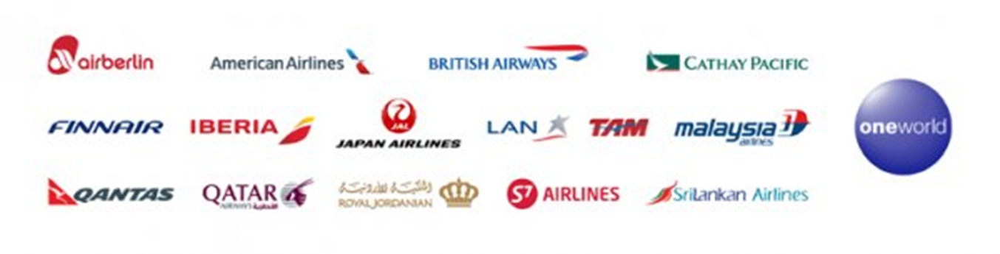 airberlin
American Airlines
BRITISH AIRWAYS
CATHAY PACIFIC
FINNAIR
IBERIA
JAL
JAPAN AIRLINES
LAN
TAM
malaysia
airlines
oneworld
QANTAS
QATAR
AIRWAYS القطرية
الملكية الأردنية
ROYAL JORDANIAN
S7 AIRLINES
SriLankan Airlines